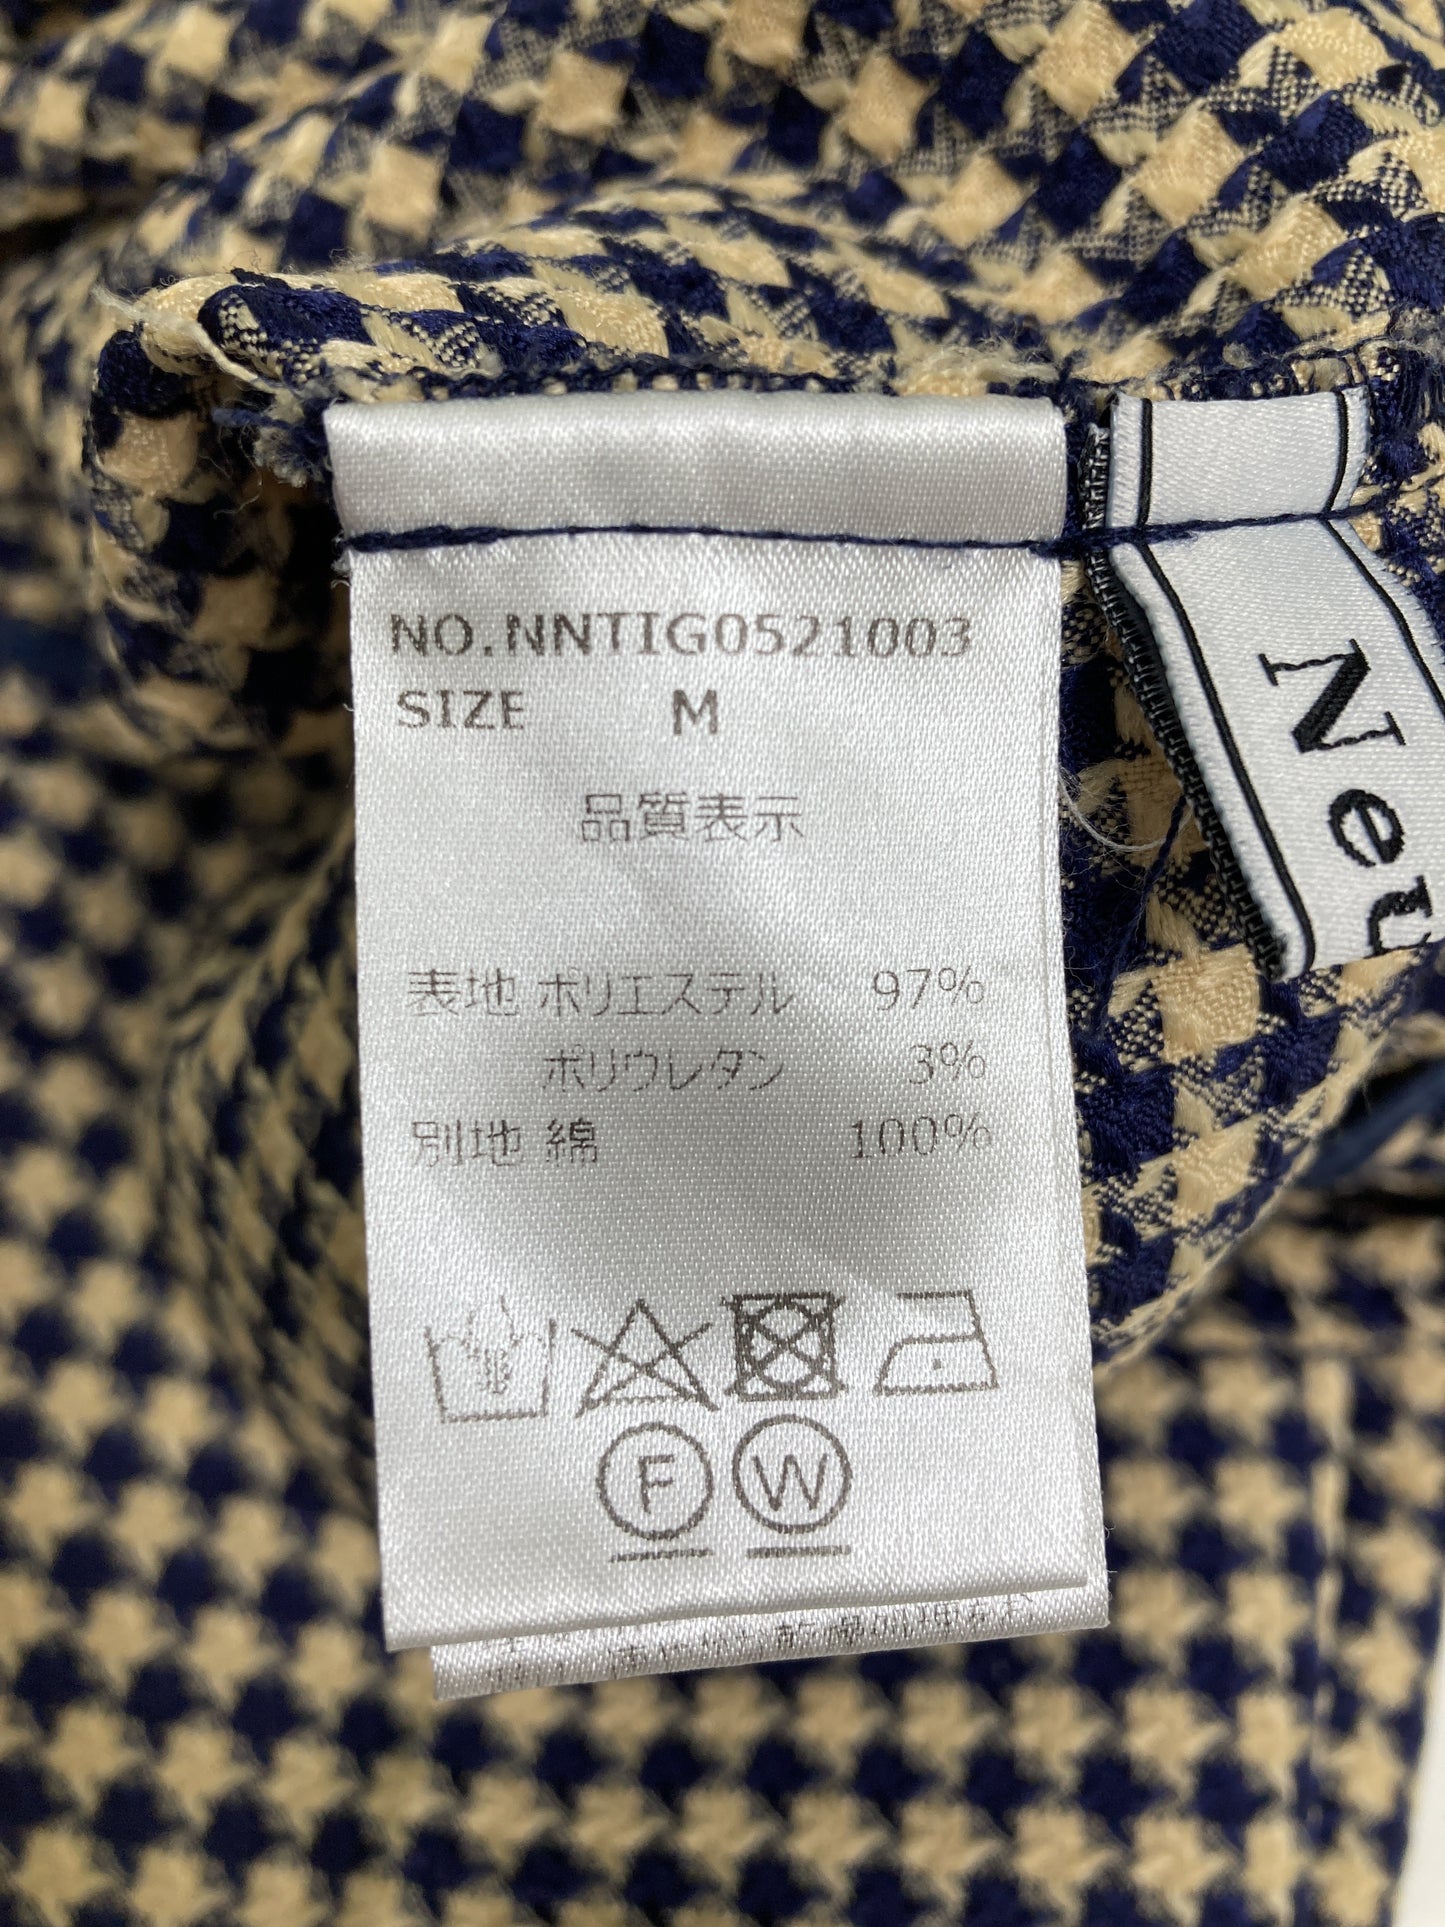 NO.NNTIG0521003
SIZE M
品質表示
表地 ポリエステル 97%
ポリウレタン 3%
別地 綿 100%
F W